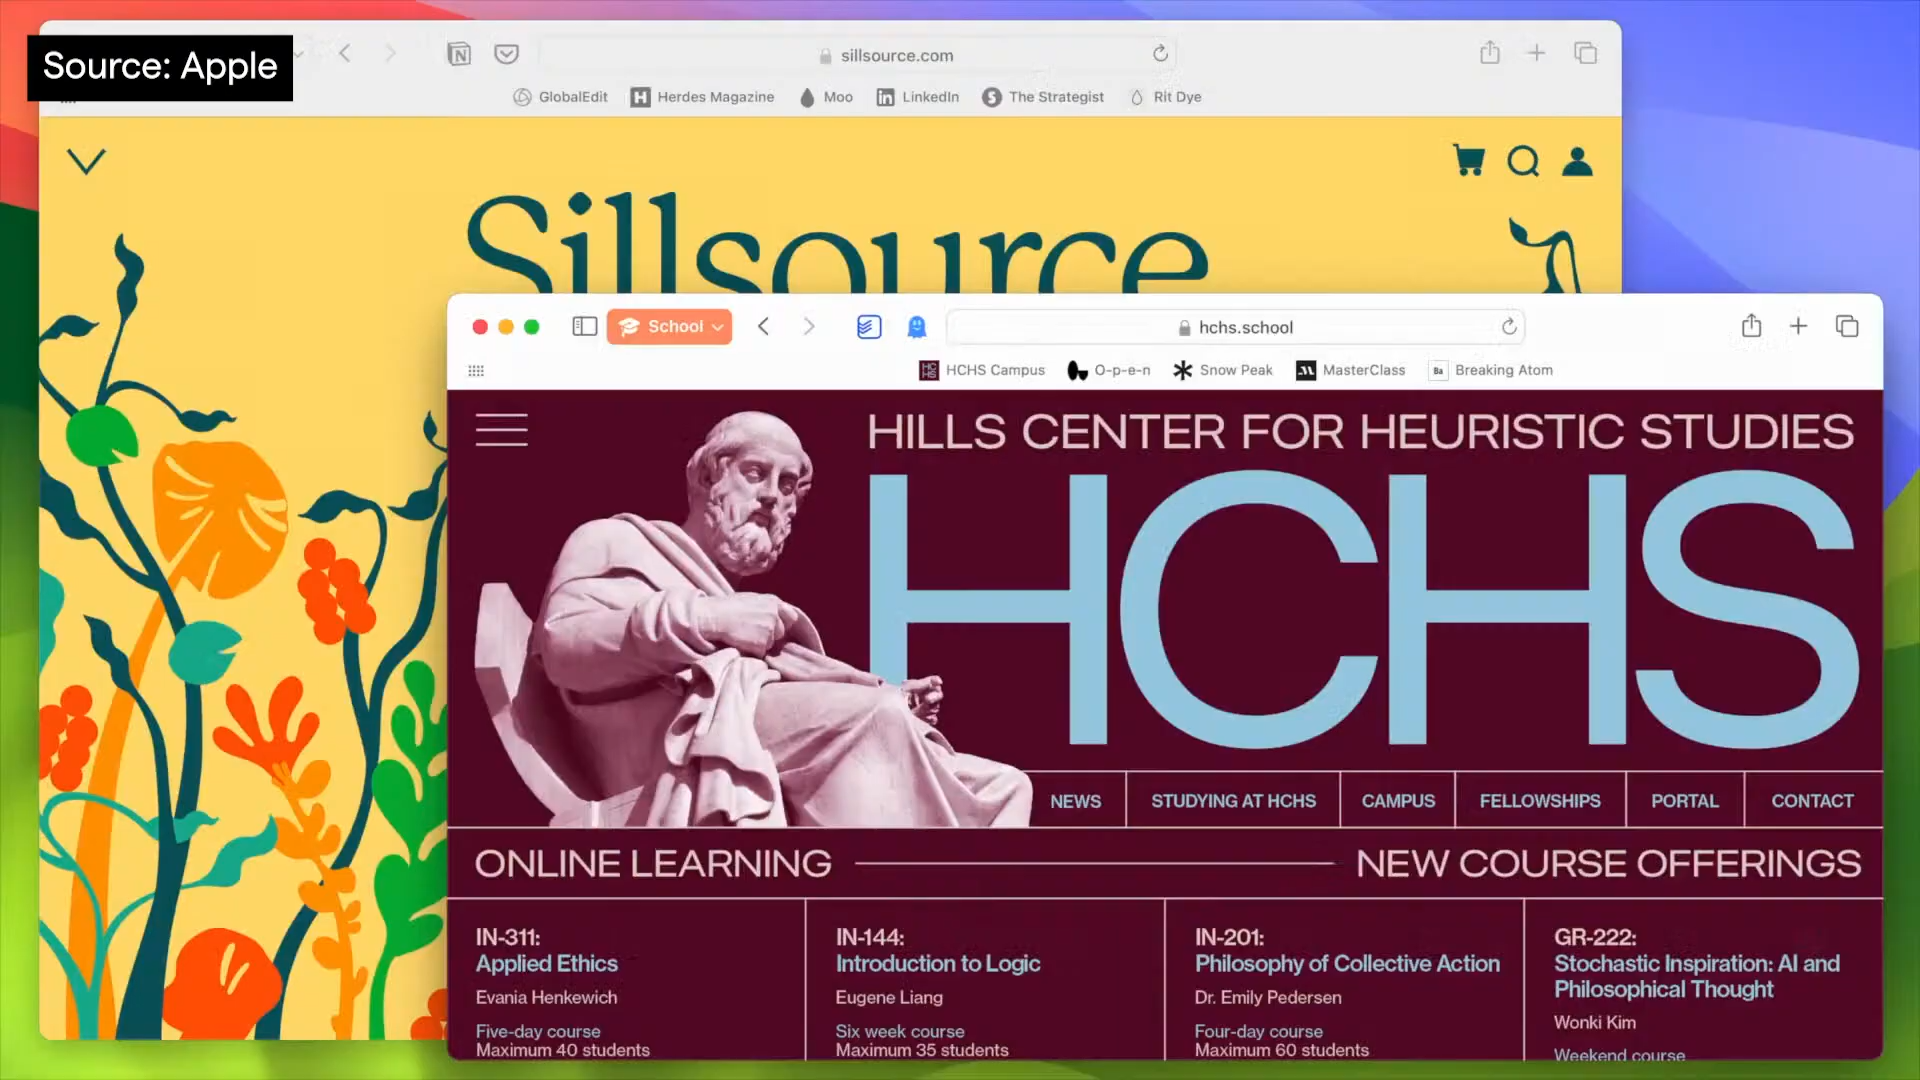 Source: Apple
sillsource.com
GlobalEdit
Herdes Magazine
Moo
LinkedIn
The Strategist
Rit Dye
Sillsource
School
hchs.school
HCHS Campus
O-p-e-n
Snow Peak
MasterClass
Ba
Breaking Atom
HILLS CENTER FOR HEURISTIC STUDIES
HCHS
NEWS
STUDYING AT HCHS
CAMPUS
FELLOWSHIPS
PORTAL
CONTACT
ONLINE LEARNING
NEW COURSE OFFERINGS
IN-311:
Applied Ethics
Evania Henkewich
Five-day course
Maximum 40 students
IN-144:
Introduction to Logic
Eugene Liang
Six week course
Maximum 35 students
IN-201:
Philosophy of Collective Action
Dr. Emily Pedersen
Four-day course
Maximum 60 students
GR-222:
Stochastic Inspiration: AI and
Philosophical Thought
Wonki Kim
Weekend course